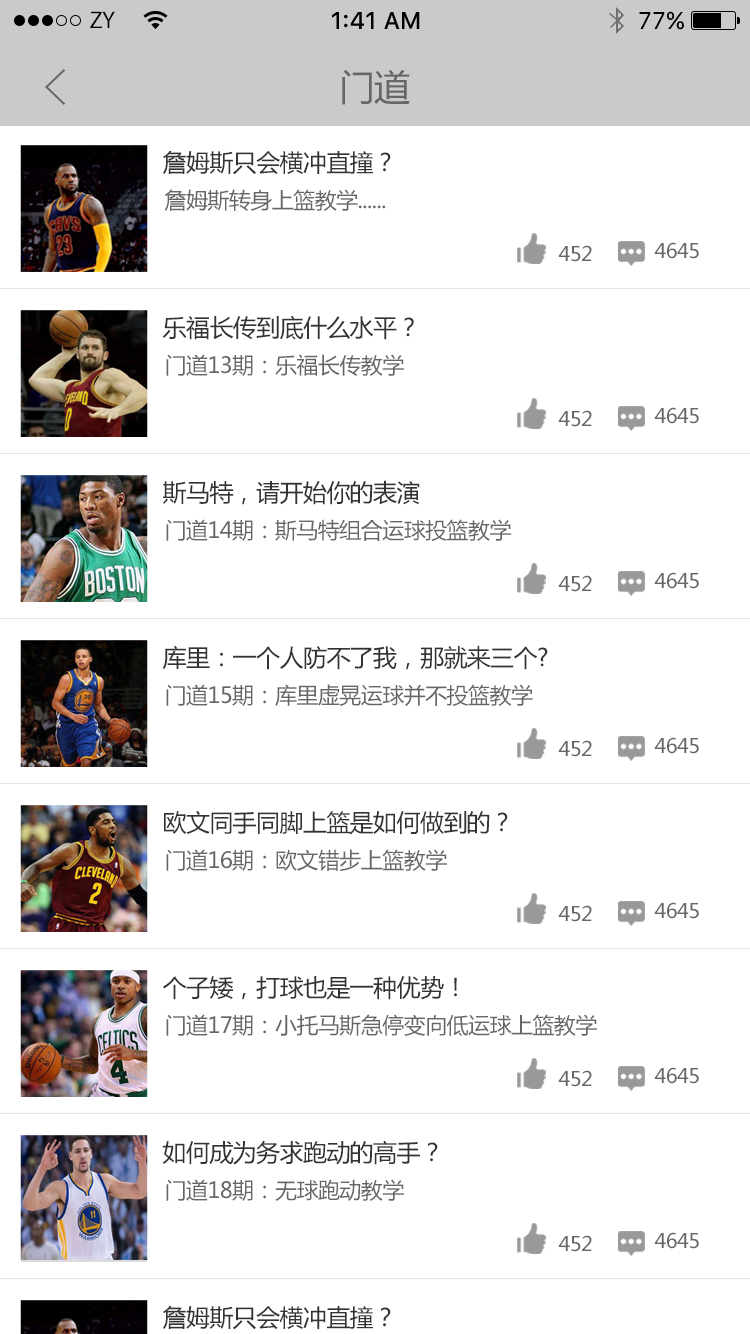 ZY 1:41 AM 77%
门道
詹姆斯只会横冲直撞？
詹姆斯转身上篮教学......
452 4645
CAVS
23
乐福长传到底什么水平？
门道13期：乐福长传教学
452 4645
斯马特，请开始你的表演
门道14期：斯马特组合运球投篮教学
452 4645
BOSTON
库里：一个人防不了我，那就来三个?
门道15期：库里虚晃运球并不投篮教学
452 4645
30
欧文同手同脚上篮是如何做到的？
门道16期：欧文错步上篮教学
452 4645
CLEVELAND
2
个子矮，打球也是一种优势！
门道17期：小托马斯急停变向低运球上篮教学
452 4645
CELTICS
4
如何成为务求跑动的高手？
门道18期：无球跑动教学
452 4645
11
WARRIORS
詹姆斯只会横冲直撞？